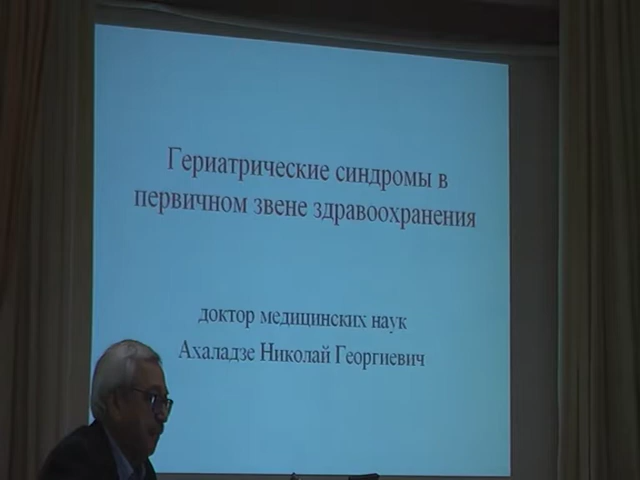 Гериатрические синдромы в
первичном звене здравоохранения
доктор медицинских наук
Ахаладзе Николай Георгиевич